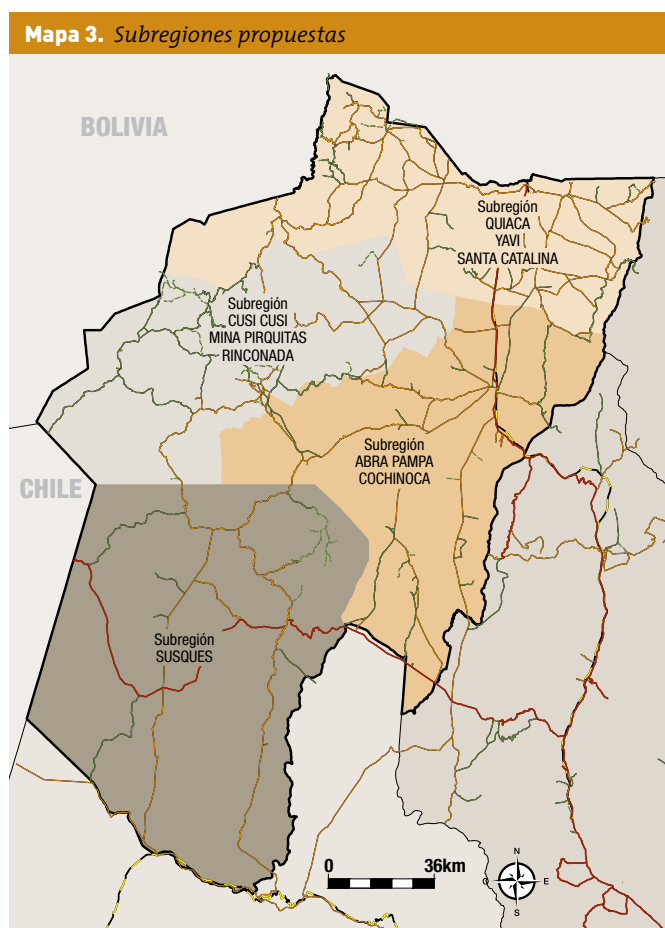 Mapa 3. Subregiones propuestas
BOLIVIA
Subregión
QUIACA
YAVI
SANTA CATALINA
Subregión
CUSI CUSI
MINA PIRQUITAS
RINCONADA
Subregión
ABRA PAMPA
COCHINOCA
CHILE
Subregión
SUSQUES
0 36km
N
O E
S